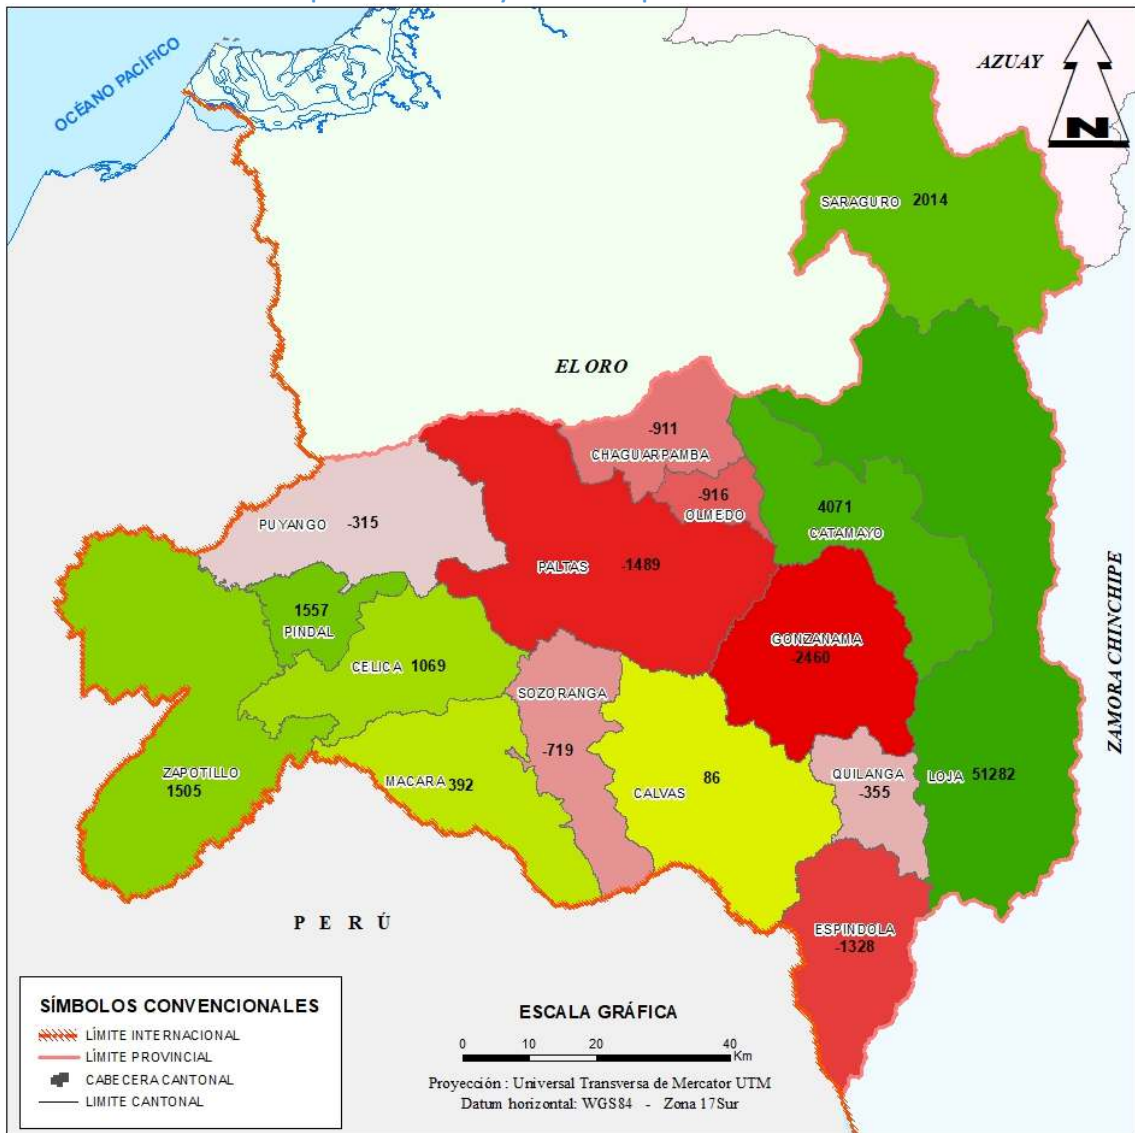 OCÉANO PACÍFICO
AZUAY
N
SARAGURO 2014
EL ORO
-911
CHAGUARPAMBA
-916
OLMEDO
4071
CATAMAYO
PUYANGO -315
PALTAS -1489
1557
PINDAL
CELICA 1069
GONZANAMA
-2460
SOZORANGA
-719
ZAMORA CHINCHIPE
ZAPOTILLO
1505
MACARA 392
86
CALVAS
QUILANGA
-355
LOJA 51282
PERÚ
ESPINDOLA
-1328
SÍMBOLOS CONVENCIONALES
LÍMITE INTERNACIONAL
LÍMITE PROVINCIAL
CABECERA CANTONAL
LIMITE CANTONAL
ESCALA GRÁFICA
0 10 20 40
Km
Proyección : Universal Transversa de Mercator UTM
Datum horizontal: WGS84 - Zona 17Sur